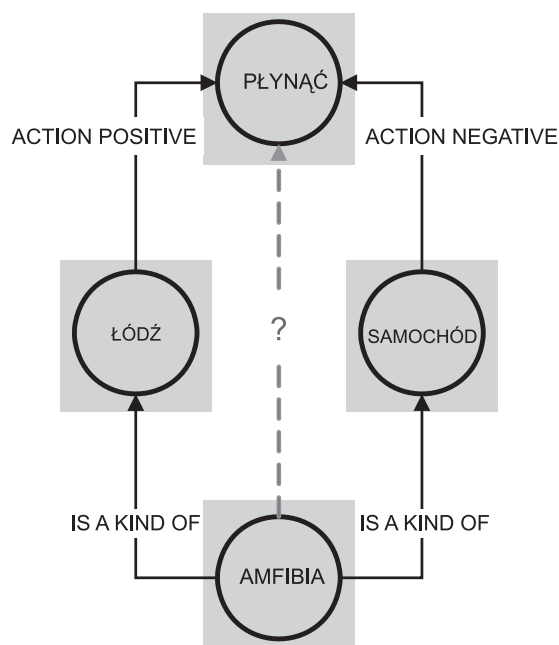 PŁYNĄĆ
ACTION POSITIVE
ACTION NEGATIVE
ŁÓDŹ
?
SAMOCHÓD
IS A KIND OF
IS A KIND OF
AMFIBIA